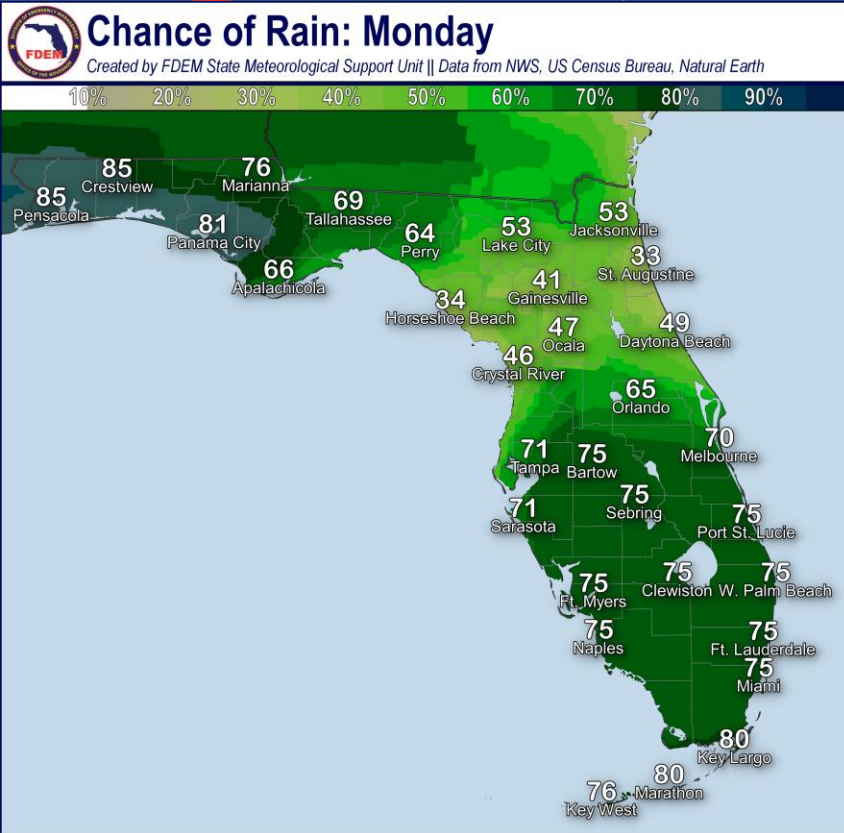 Chance of Rain: Monday
FDEM
Created by FDEM State Meteorological Support Unit || Data from NWS, US Census Bureau, Natural Earth
10% 20% 30% 40% 50% 60% 70% 80% 90%
85
Crestview
76
Marianna
85
Pensacola
69
Tallahassee
81
Panama City
64
Perry
53
Lake City
53
Jacksonville
66
Apalachicola
33
St. Augustine
41
Gainesville
34
Horseshoe Beach
47
Ocala
49
Daytona Beach
46
Crystal River
65
Orlando
70
Melbourne
71
Tampa
75
Bartow
75
Sebring
71
Sarasota
75
Port St. Lucie
75
Ft. Myers
75
Clewiston
75
W. Palm Beach
75
Naples
75
Ft. Lauderdale
75
Miami
80
Key Largo
80
Marathon
76
Key West